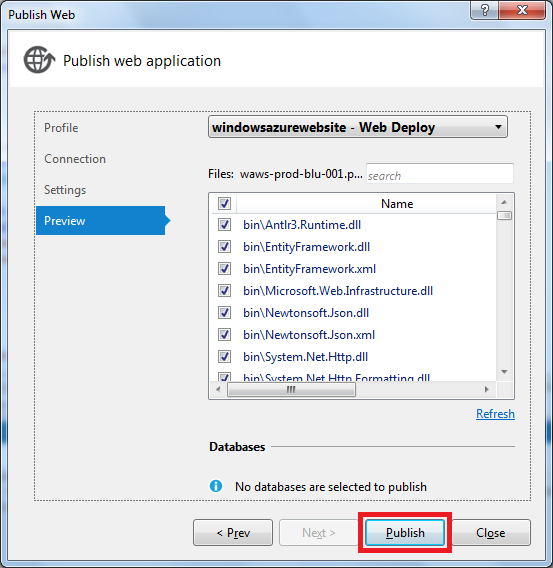 Publish Web
?
Publish web application
Profile
Connection
Settings
Preview
windowsazurewebsite - Web Deploy
Files: waws-prod-blu-001.p... search
Name
bin\Antlr3.Runtime.dll
bin\EntityFramework.dll
bin\EntityFramework.xml
bin\Microsoft.Web.Infrastructure.dll
bin\Newtonsoft.Json.dll
bin\Newtonsoft.Json.xml
bin\System.Net.Http.dll
bin\System.Net.Http.Formatting.dll
Refresh
Databases
No databases are selected to publish
< Prev Next > Publish Close